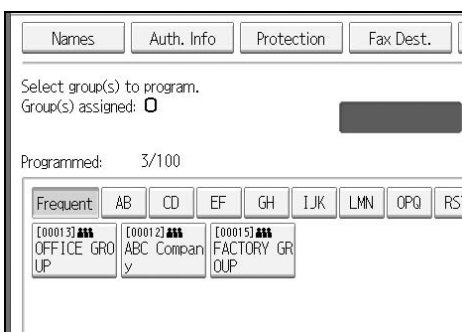 Names Auth. Info Protection Fax Dest.
Select group(s) to program.
Group(s) assigned: 0
Programmed: 3/100
Frequent AB CD EF GH IJK LMN OPQ RS
[00013] [00012] [00015]
OFFICE GRO ABC Compan FACTORY GR
UP y OUP